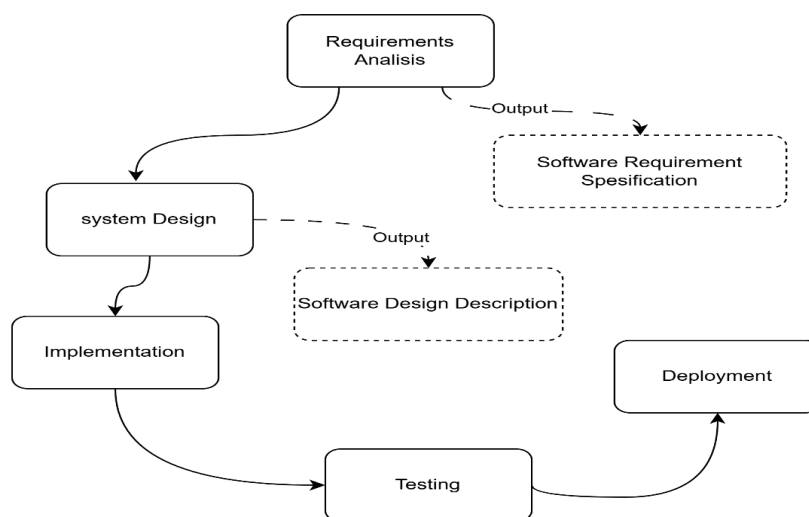 Requirements
Analisis
Output
Software Requirement
Spesification
system Design
Output
Software Design Description
Implementation
Deployment
Testing